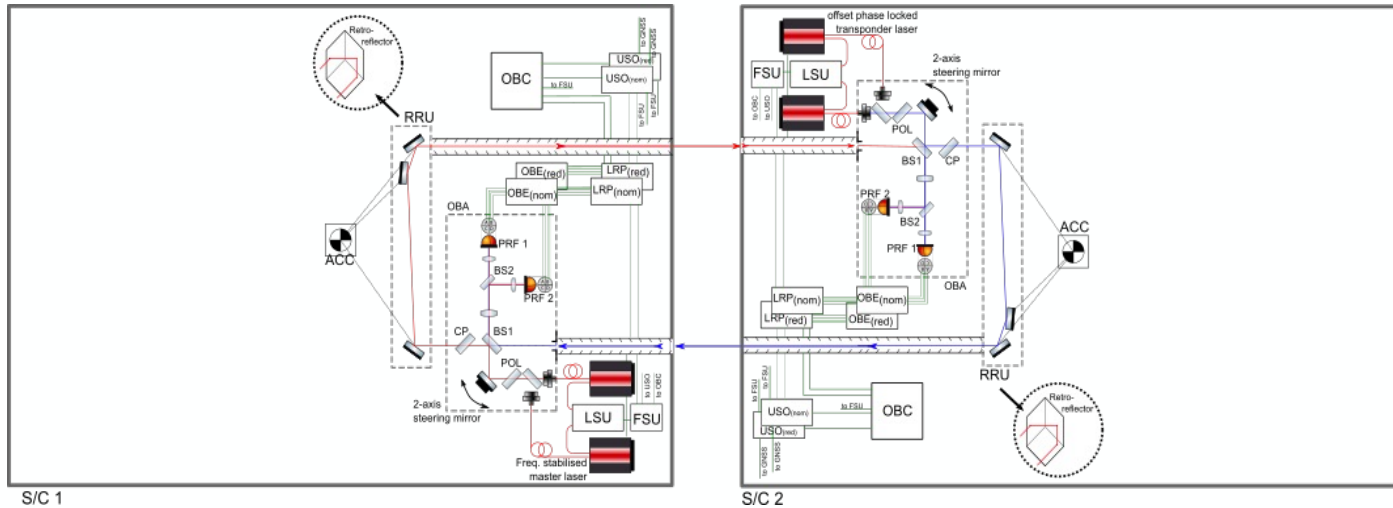 Retro-
reflector
RRU
OBC
to GNSS
to GNSS
USO(red)
USO(nom)
to FSU
to FSU
to FSU
OBE(red)
OBE(nom)
LRP(red)
LRP(nom)
OBA
PRF 1
BS2
PRF 2
ACC
CP
BS1
POL
2-axis
steering mirror
LSU
FSU
to USO
to OBC
Freq. stabilised
master laser
S/C 1
offset phase locked
transponder laser
FSU
LSU
to OBC
to USO
2-axis
steering mirror
POL
BS1
CP
PRF 2
BS2
PRF 1
OBA
ACC
LRP(nom)
LRP(red)
OBE(nom)
OBE(red)
RRU
to FSU
to FSU
USO(nom)
USO(red)
to FSU
OBC
to GNSS
to GNSS
Retro-
reflector
S/C 2